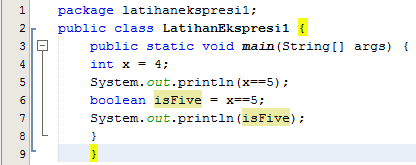 1 package latihanekspresi1;
2 public class LatihanEkspresi1 {
3 public static void main(String[] args) {
4 int x = 4;
5 System.out.println(x==5);
6 boolean isFive = x==5;
7 System.out.println(isFive);
8 }
9 }